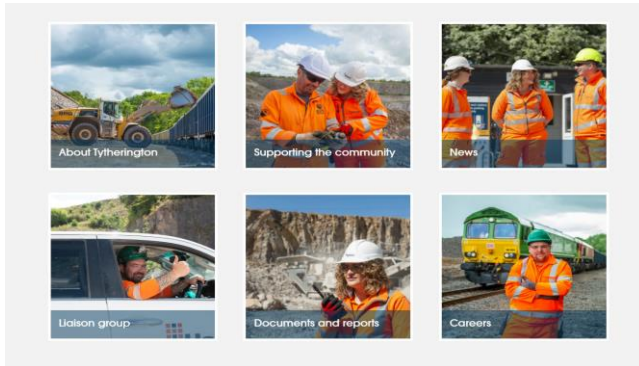 About Tytherington
Supporting the community
News
Liaison group
Documents and reports
Careers